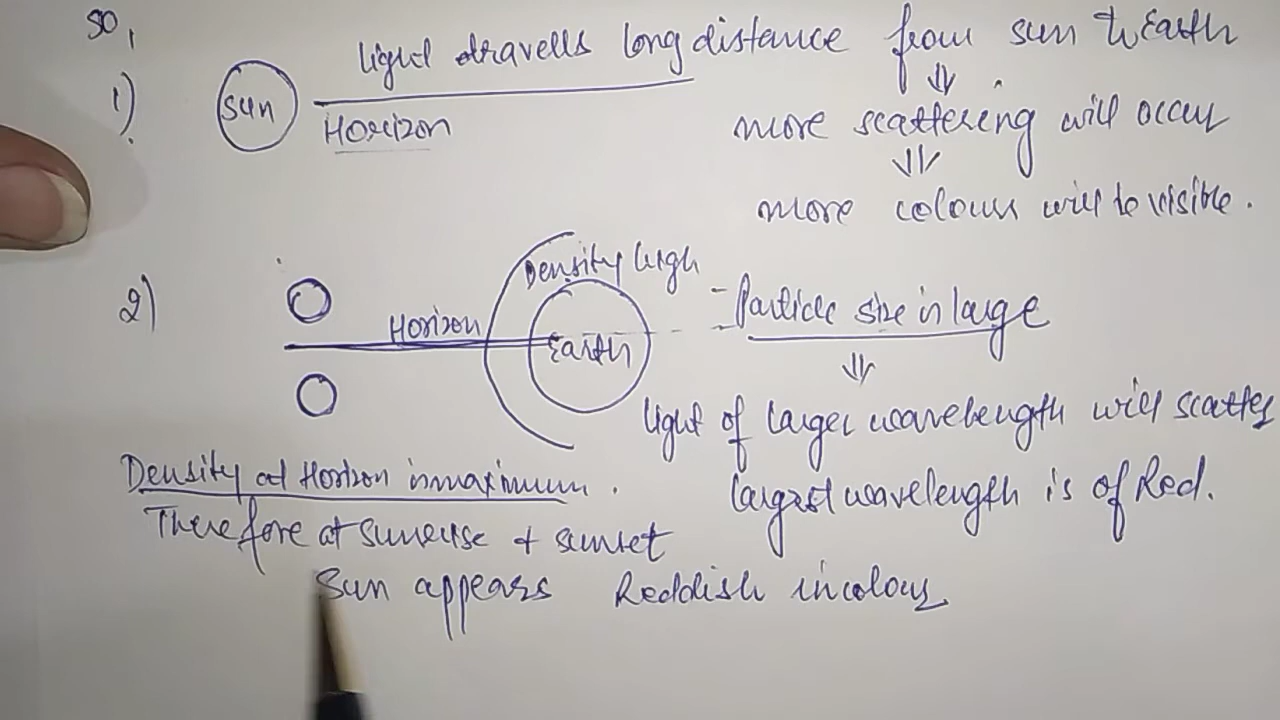 so,
1) Sun light travells long distance from sun to Earth
Horizon
more scattering will occur
more colours will be visible.
2) Horizon Earth Density high - Particle size is large
light of larger wavelength will scatter
largest wavelength is of Red.
Density at Horizon is maximum.
Therefore at sunrise & sunset
Sun appears Reddish in colour